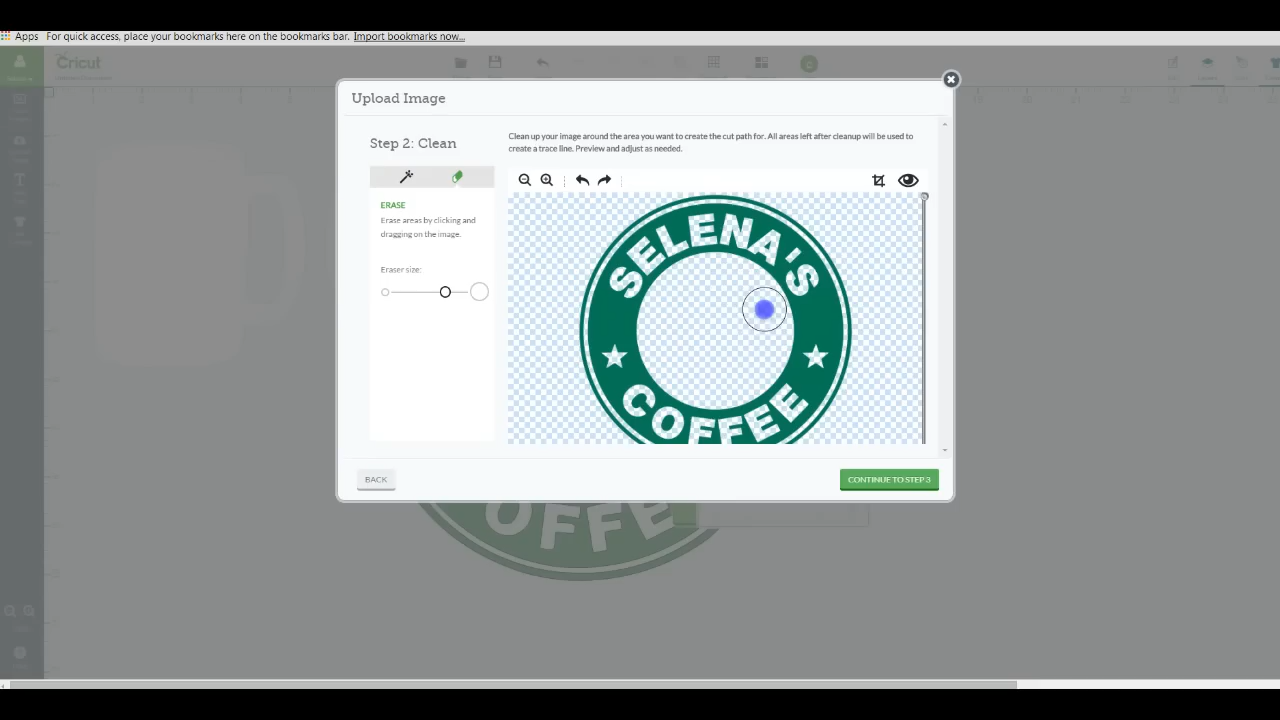 Apps For quick access, place your bookmarks here on the bookmarks bar. Import bookmarks now...
Cricut
Upload Image
Step 2: Clean
Clean up your image around the area you want to create the cut path for. All areas left after cleanup will be used to
create a trace line. Preview and adjust as needed.
ERASE
Erase areas by clicking and
dragging on the image.
Eraser size:
SELENA'S
COFFEE
BACK
CONTINUE TO STEP 3
OFFE